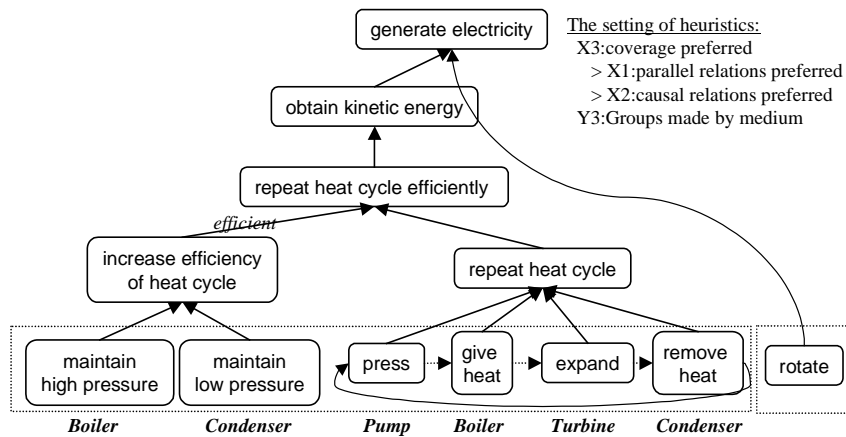 generate electricity
The setting of heuristics:
X3:coverage preferred
> X1:parallel relations preferred
> X2:causal relations preferred
Y3:Groups made by medium
obtain kinetic energy
repeat heat cycle efficiently
efficient
increase efficiency
of heat cycle
repeat heat cycle
maintain
high pressure
maintain
low pressure
press
give
heat
expand
remove
heat
rotate
Boiler
Condenser
Pump
Boiler
Turbine
Condenser